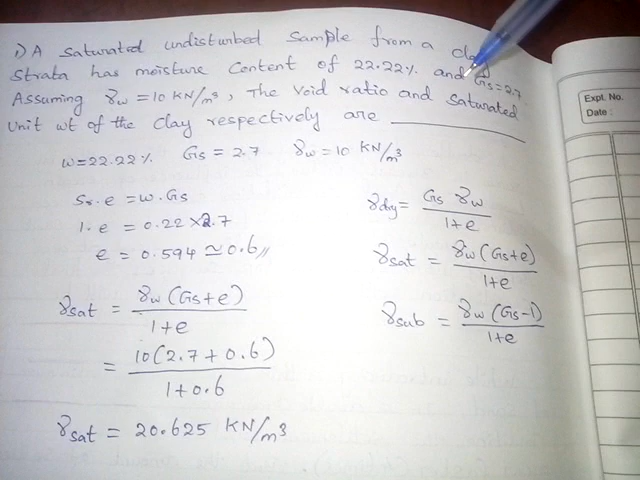 1) A saturated undisturbed sample from a clay
strata has moisture content of 22.22% and Gs=2.7
Assuming γw = 10 KN/m³, The void ratio and saturated
Unit wt of the clay respectively are ________
w=22.22% Gs = 2.7 γw = 10 KN/m³
Sr. e = w. Gs
1. e = 0.22 × 2.7
e = 0.594 ≃ 0.6//
γsat = γw (Gs+e) / 1+e
= 10(2.7+0.6) / 1+0.6
γsat = 20.625 KN/m³
γdry = Gs γw / 1+e
γsat = γw (Gs+e) / 1+e
γsub = γw (Gs-1) / 1+e
Expl. No.
Date :